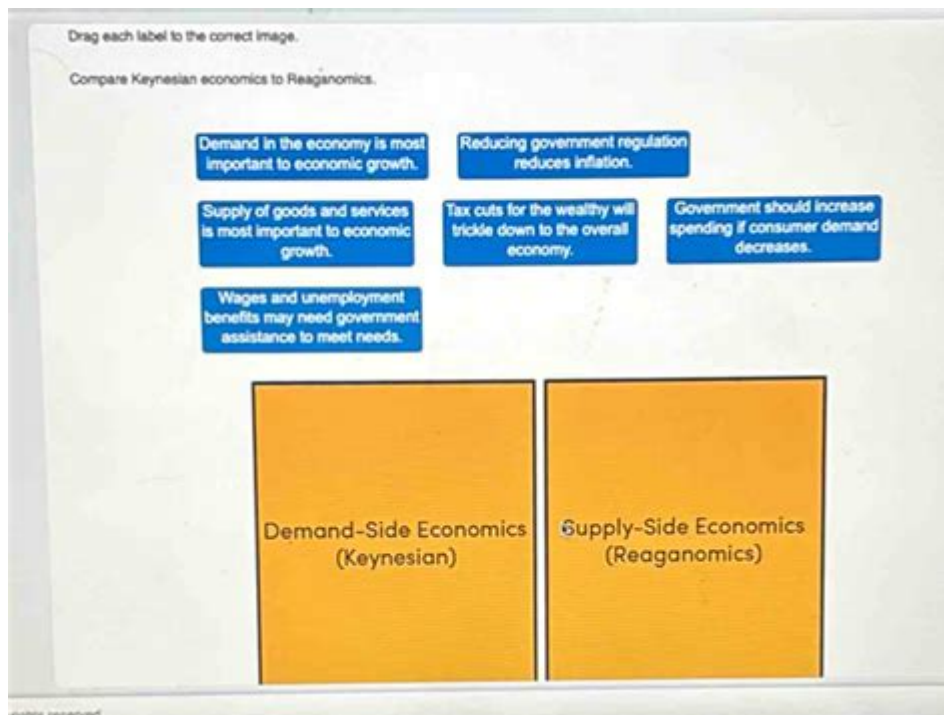 Drag each label to the correct image.
Compare Keynesian economics to Reaganomics.
Demand in the economy is most
important to economic growth.
Reducing government regulation
reduces inflation.
Supply of goods and services
is most important to economic
growth.
Tax cuts for the wealthy will
trickle down to the overall
economy.
Government should increase
spending if consumer demand
decreases.
Wages and unemployment
benefits may need government
assistance to meet needs.
Demand-Side Economics
(Keynesian)
Supply-Side Economics
(Reaganomics)
reserved